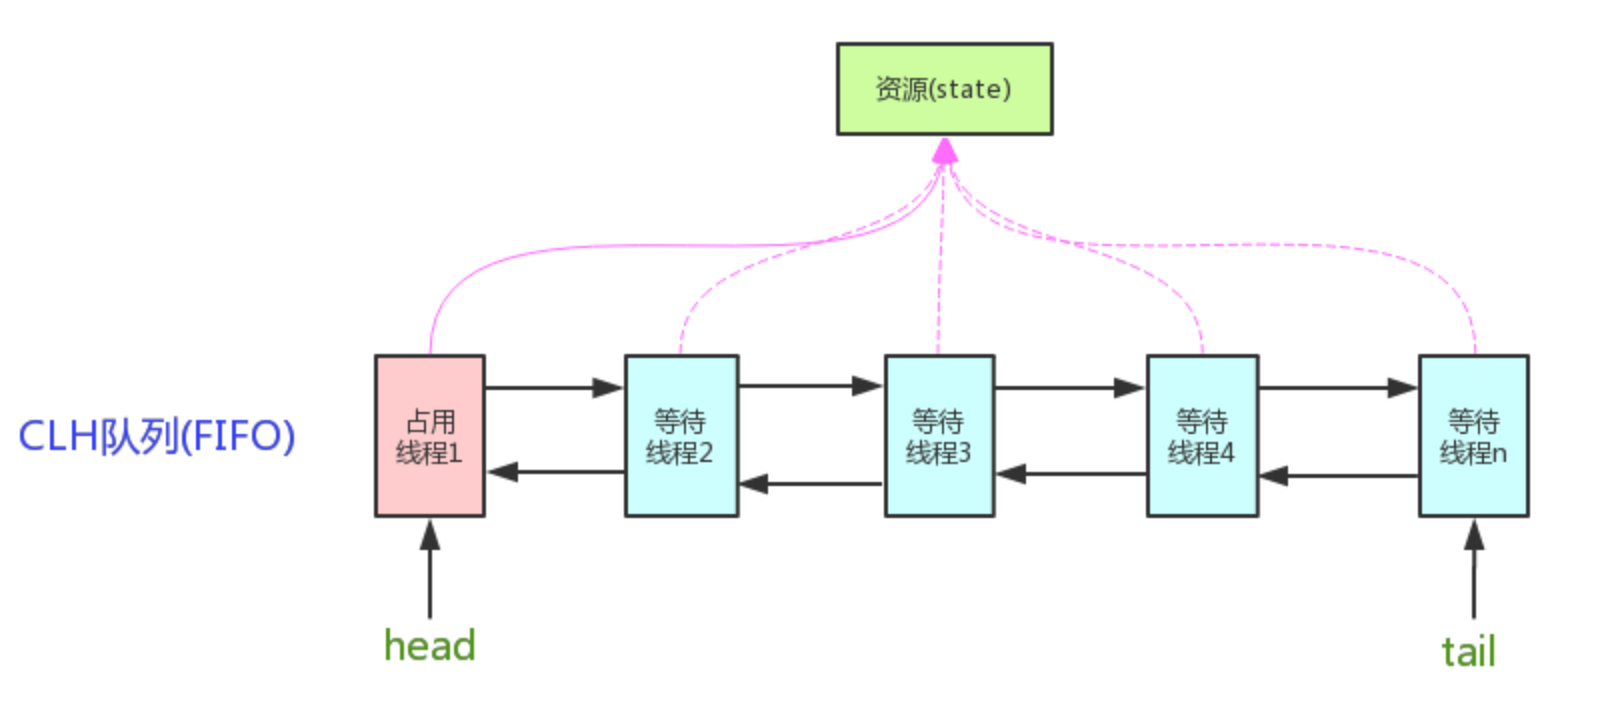 资源(state)
CLH队列(FIFO)
占用
线程1
等待
线程2
等待
线程3
等待
线程4
等待
线程n
head
tail